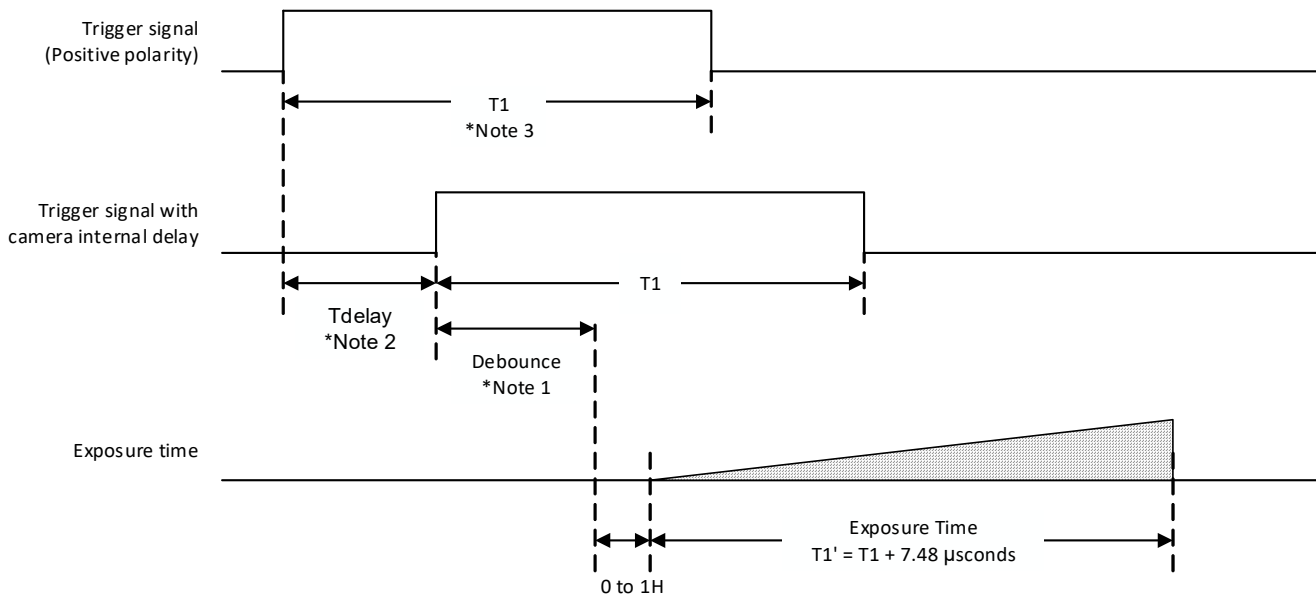 Trigger signal
(Positive polarity)
T1
*Note 3
Trigger signal with
camera internal delay
T1
Tdelay
*Note 2
Debounce
*Note 1
Exposure time
Exposure Time
T1' = T1 + 7.48 µsconds
0 to 1H